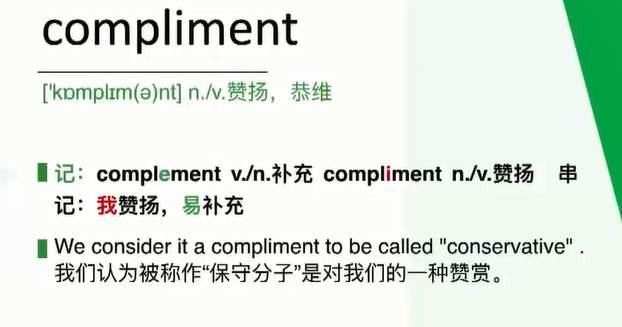 compliment
['kɒmplɪm(ə)nt] n./v.赞扬，恭维
记：complement v./n.补充 compliment n./v.赞扬 串
记：我赞扬，易补充
We consider it a compliment to be called "conservative" .
我们认为被称作“保守分子”是对我们的一种赞赏。